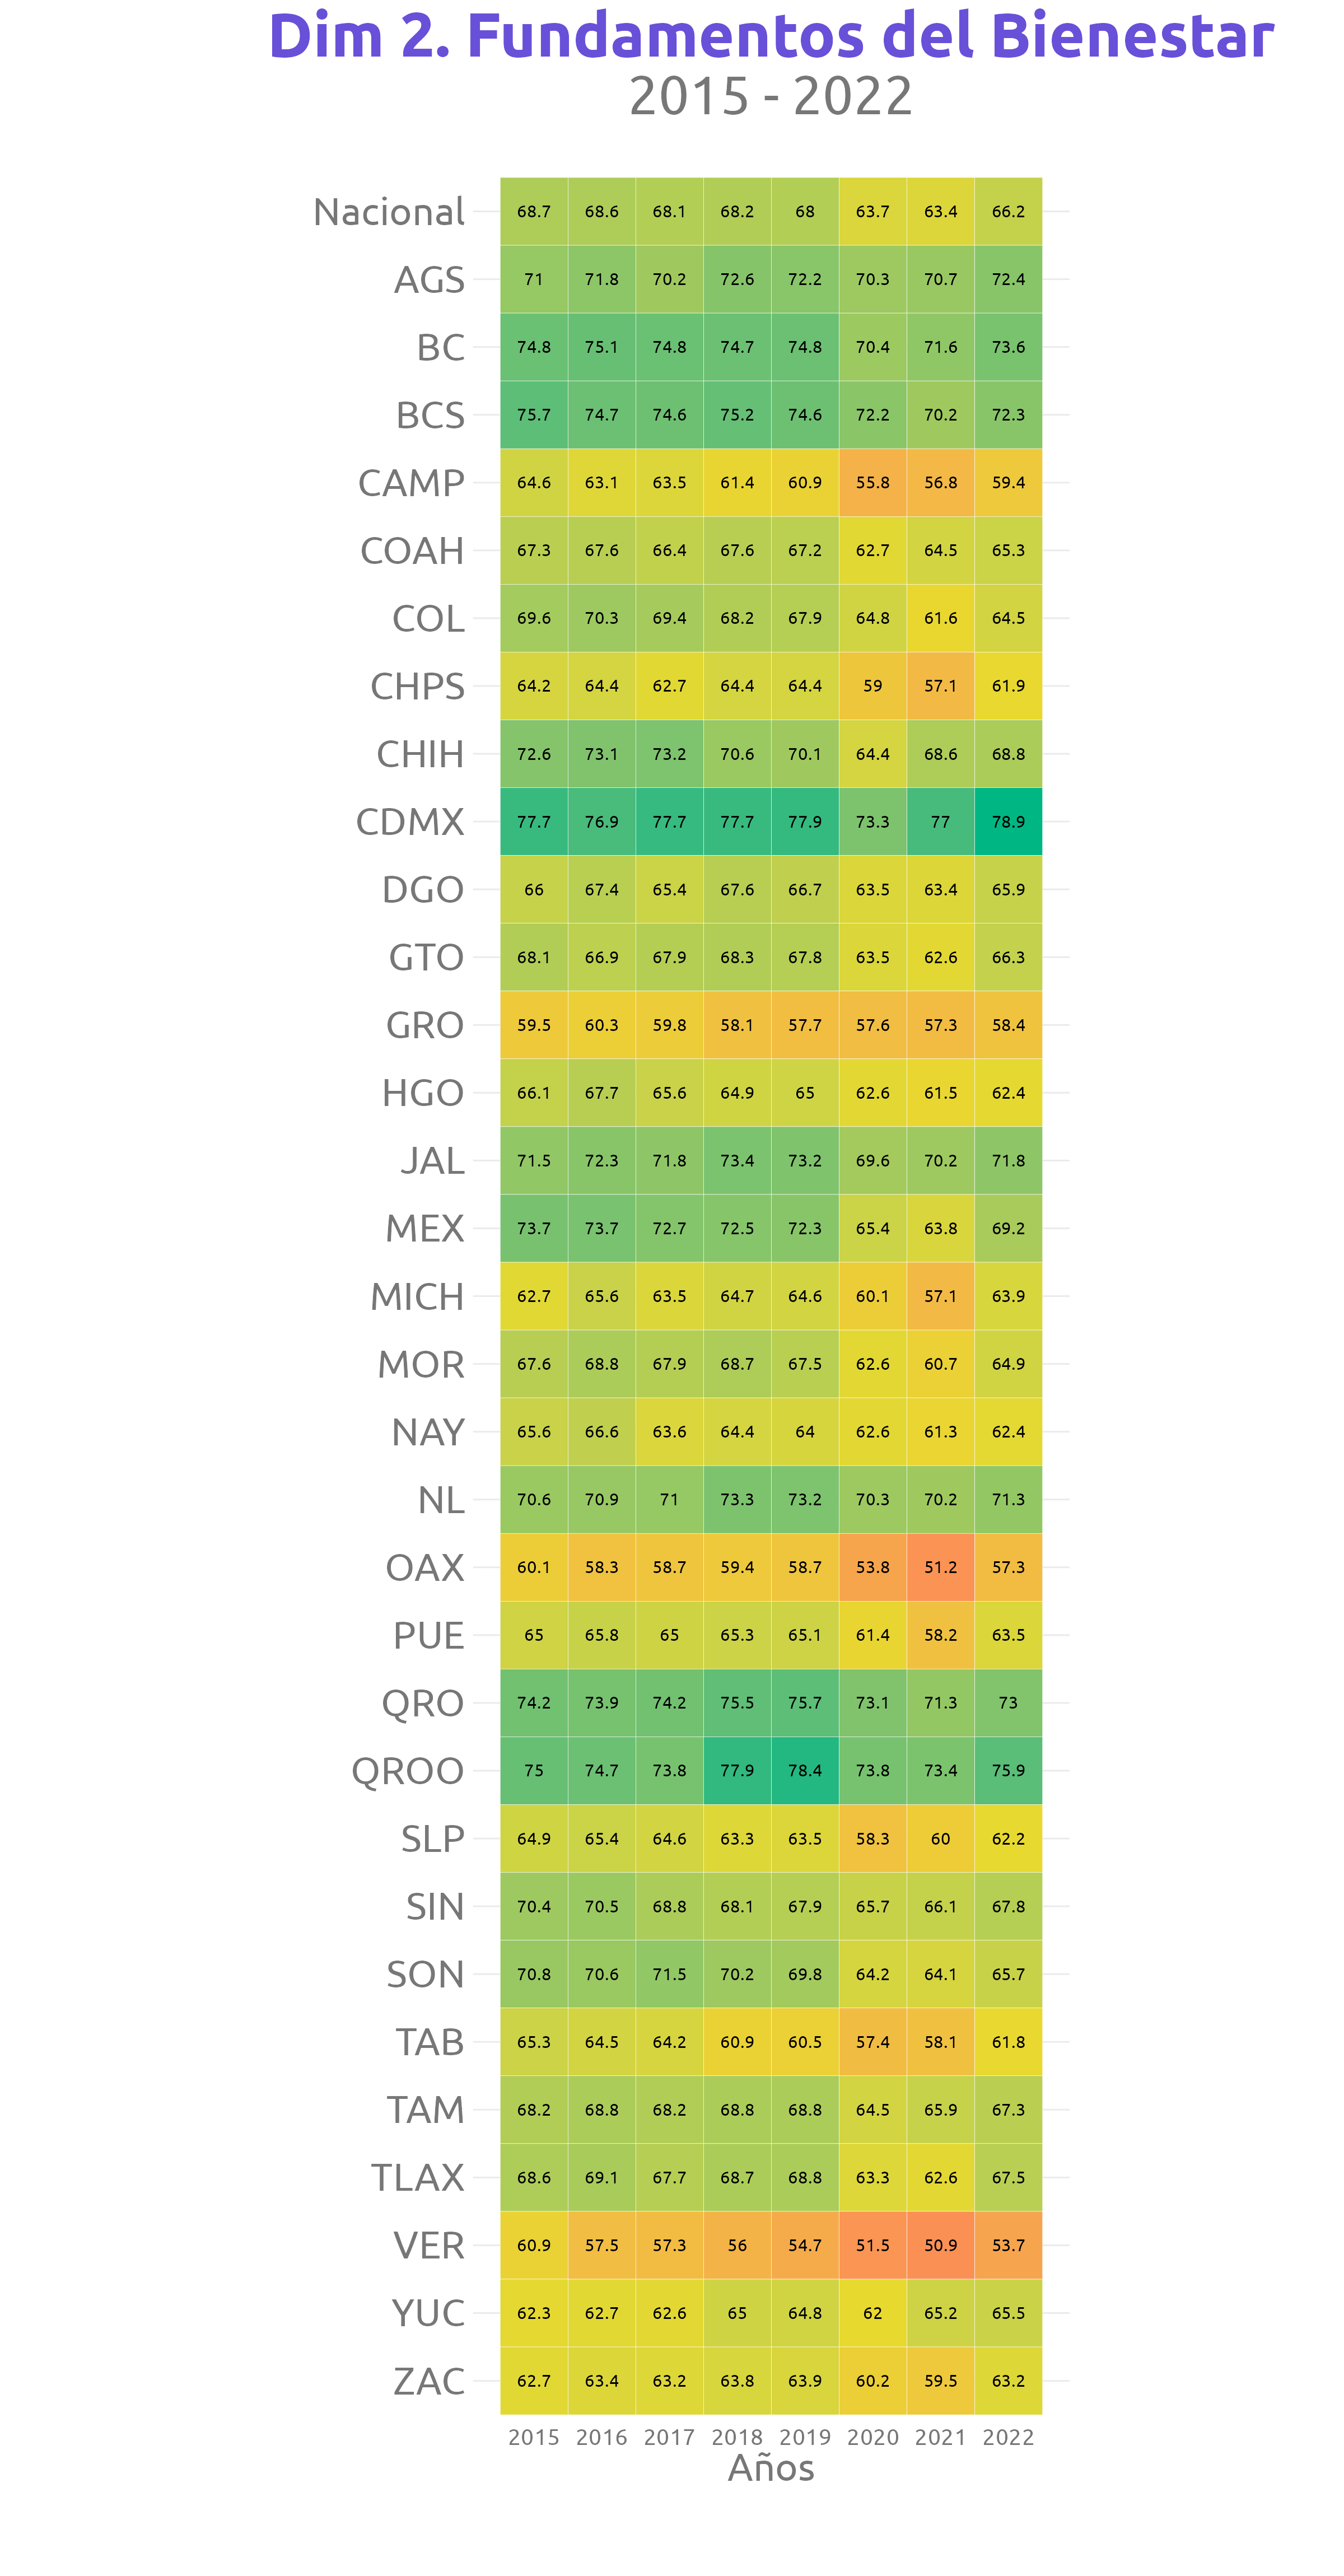 Dim 2. Fundamentos del Bienestar
2015 - 2022
Nacional 68.7 68.6 68.1 68.2 68 63.7 63.4 66.2
AGS 71 71.8 70.2 72.6 72.2 70.3 70.7 72.4
BC 74.8 75.1 74.8 74.7 74.8 70.4 71.6 73.6
BCS 75.7 74.7 74.6 75.2 74.6 72.2 70.2 72.3
CAMP 64.6 63.1 63.5 61.4 60.9 55.8 56.8 59.4
COAH 67.3 67.6 66.4 67.6 67.2 62.7 64.5 65.3
COL 69.6 70.3 69.4 68.2 67.9 64.8 61.6 64.5
CHPS 64.2 64.4 62.7 64.4 64.4 59 57.1 61.9
CHIH 72.6 73.1 73.2 70.6 70.1 64.4 68.6 68.8
CDMX 77.7 76.9 77.7 77.7 77.9 73.3 77 78.9
DGO 66 67.4 65.4 67.6 66.7 63.5 63.4 65.9
GTO 68.1 66.9 67.9 68.3 67.8 63.5 62.6 66.3
GRO 59.5 60.3 59.8 58.1 57.7 57.6 57.3 58.4
HGO 66.1 67.7 65.6 64.9 65 62.6 61.5 62.4
JAL 71.5 72.3 71.8 73.4 73.2 69.6 70.2 71.8
MEX 73.7 73.7 72.7 72.5 72.3 65.4 63.8 69.2
MICH 62.7 65.6 63.5 64.7 64.6 60.1 57.1 63.9
MOR 67.6 68.8 67.9 68.7 67.5 62.6 60.7 64.9
NAY 65.6 66.6 63.6 64.4 64 62.6 61.3 62.4
NL 70.6 70.9 71 73.3 73.2 70.3 70.2 71.3
OAX 60.1 58.3 58.7 59.4 58.7 53.8 51.2 57.3
PUE 65 65.8 65 65.3 65.1 61.4 58.2 63.5
QRO 74.2 73.9 74.2 75.5 75.7 73.1 71.3 73
QROO 75 74.7 73.8 77.9 78.4 73.8 73.4 75.9
SLP 64.9 65.4 64.6 63.3 63.5 58.3 60 62.2
SIN 70.4 70.5 68.8 68.1 67.9 65.7 66.1 67.8
SON 70.8 70.6 71.5 70.2 69.8 64.2 64.1 65.7
TAB 65.3 64.5 64.2 60.9 60.5 57.4 58.1 61.8
TAM 68.2 68.8 68.2 68.8 68.8 64.5 65.9 67.3
TLAX 68.6 69.1 67.7 68.7 68.8 63.3 62.6 67.5
VER 60.9 57.5 57.3 56 54.7 51.5 50.9 53.7
YUC 62.3 62.7 62.6 65 64.8 62 65.2 65.5
ZAC 62.7 63.4 63.2 63.8 63.9 60.2 59.5 63.2
2015 2016 2017 2018 2019 2020 2021 2022
Años